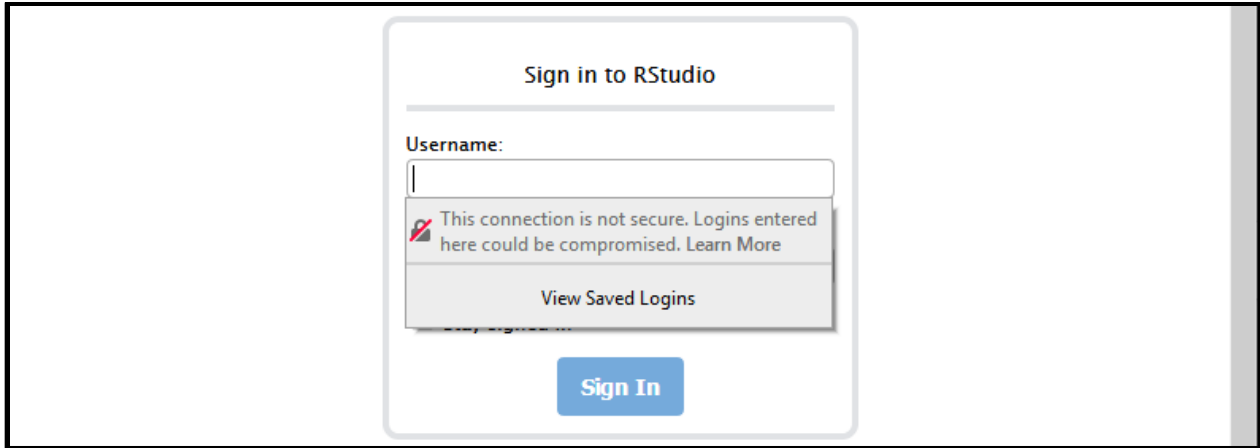 Sign in to RStudio
Username:
This connection is not secure. Logins entered
here could be compromised. Learn More
View Saved Logins
Sign In